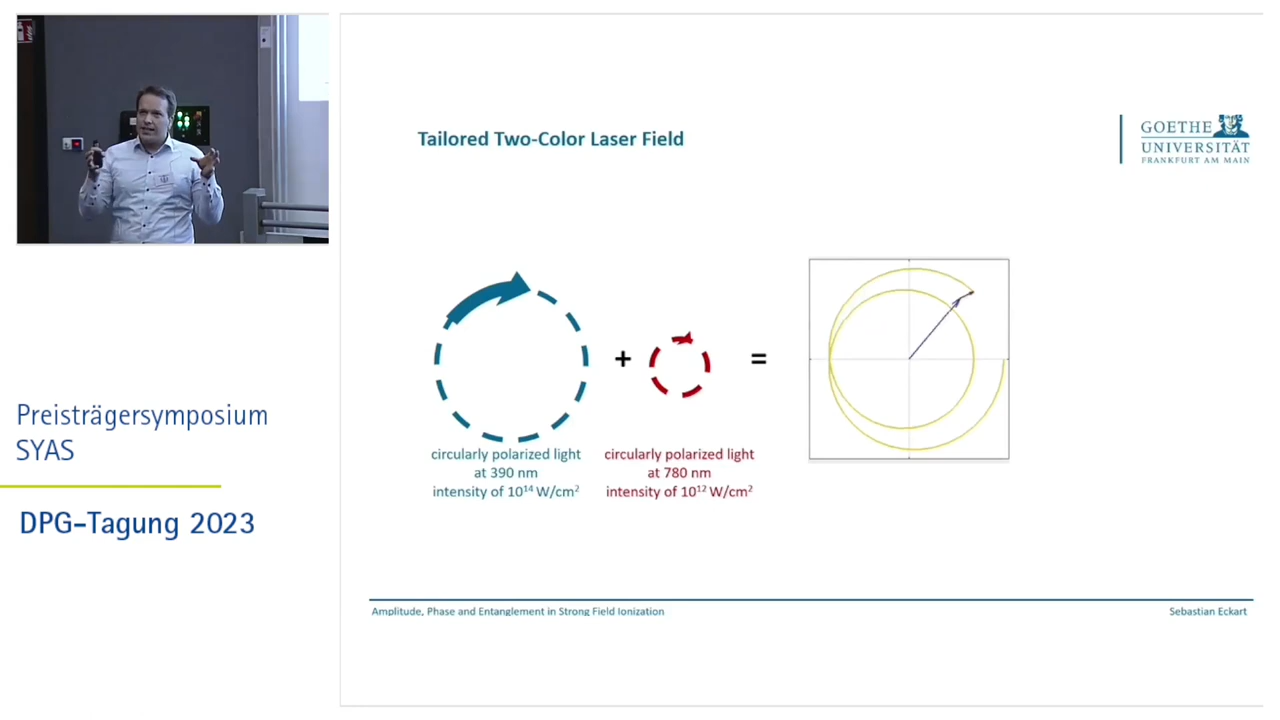 Tailored Two-Color Laser Field
GOETHE
UNIVERSITÄT
FRANKFURT AM MAIN
+
=
circularly polarized light
at 390 nm
intensity of 10¹⁴ W/cm²
circularly polarized light
at 780 nm
intensity of 10¹² W/cm²
Preisträgersymposium
SYAS
DPG-Tagung 2023
Amplitude, Phase and Entanglement in Strong Field Ionization
Sebastian Eckart